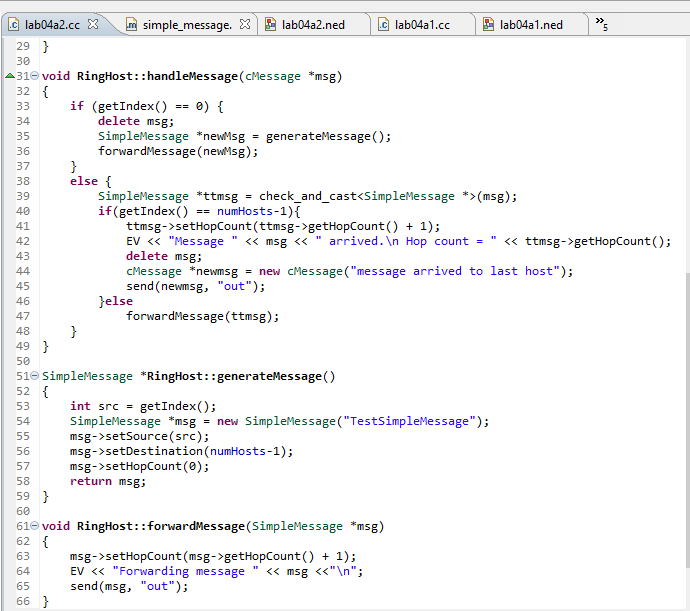 lab04a2.cc simple_message. lab04a2.ned lab04a1.cc lab04a1.ned »5
29 }
30
31 void RingHost::handleMessage(cMessage *msg)
32 {
33     if (getIndex() == 0) {
34         delete msg;
35         SimpleMessage *newMsg = generateMessage();
36         forwardMessage(newMsg);
37     }
38     else {
39         SimpleMessage *ttmsg = check_and_cast<SimpleMessage *>(msg);
40         if(getIndex() == numHosts-1){
41             ttmsg->setHopCount(ttmsg->getHopCount() + 1);
42             EV << "Message " << msg << " arrived.\n Hop count = " << ttmsg->getHopCount();
43             delete msg;
44             cMessage *newmsg = new cMessage("message arrived to last host");
45             send(newmsg, "out");
46         }else
47             forwardMessage(ttmsg);
48     }
49 }
50
51 SimpleMessage *RingHost::generateMessage()
52 {
53     int src = getIndex();
54     SimpleMessage *msg = new SimpleMessage("TestSimpleMessage");
55     msg->setSource(src);
56     msg->setDestination(numHosts-1);
57     msg->setHopCount(0);
58     return msg;
59 }
60
61 void RingHost::forwardMessage(SimpleMessage *msg)
62 {
63     msg->setHopCount(msg->getHopCount() + 1);
64     EV << "Forwarding message " << msg <<"\n";
65     send(msg, "out");
66 }